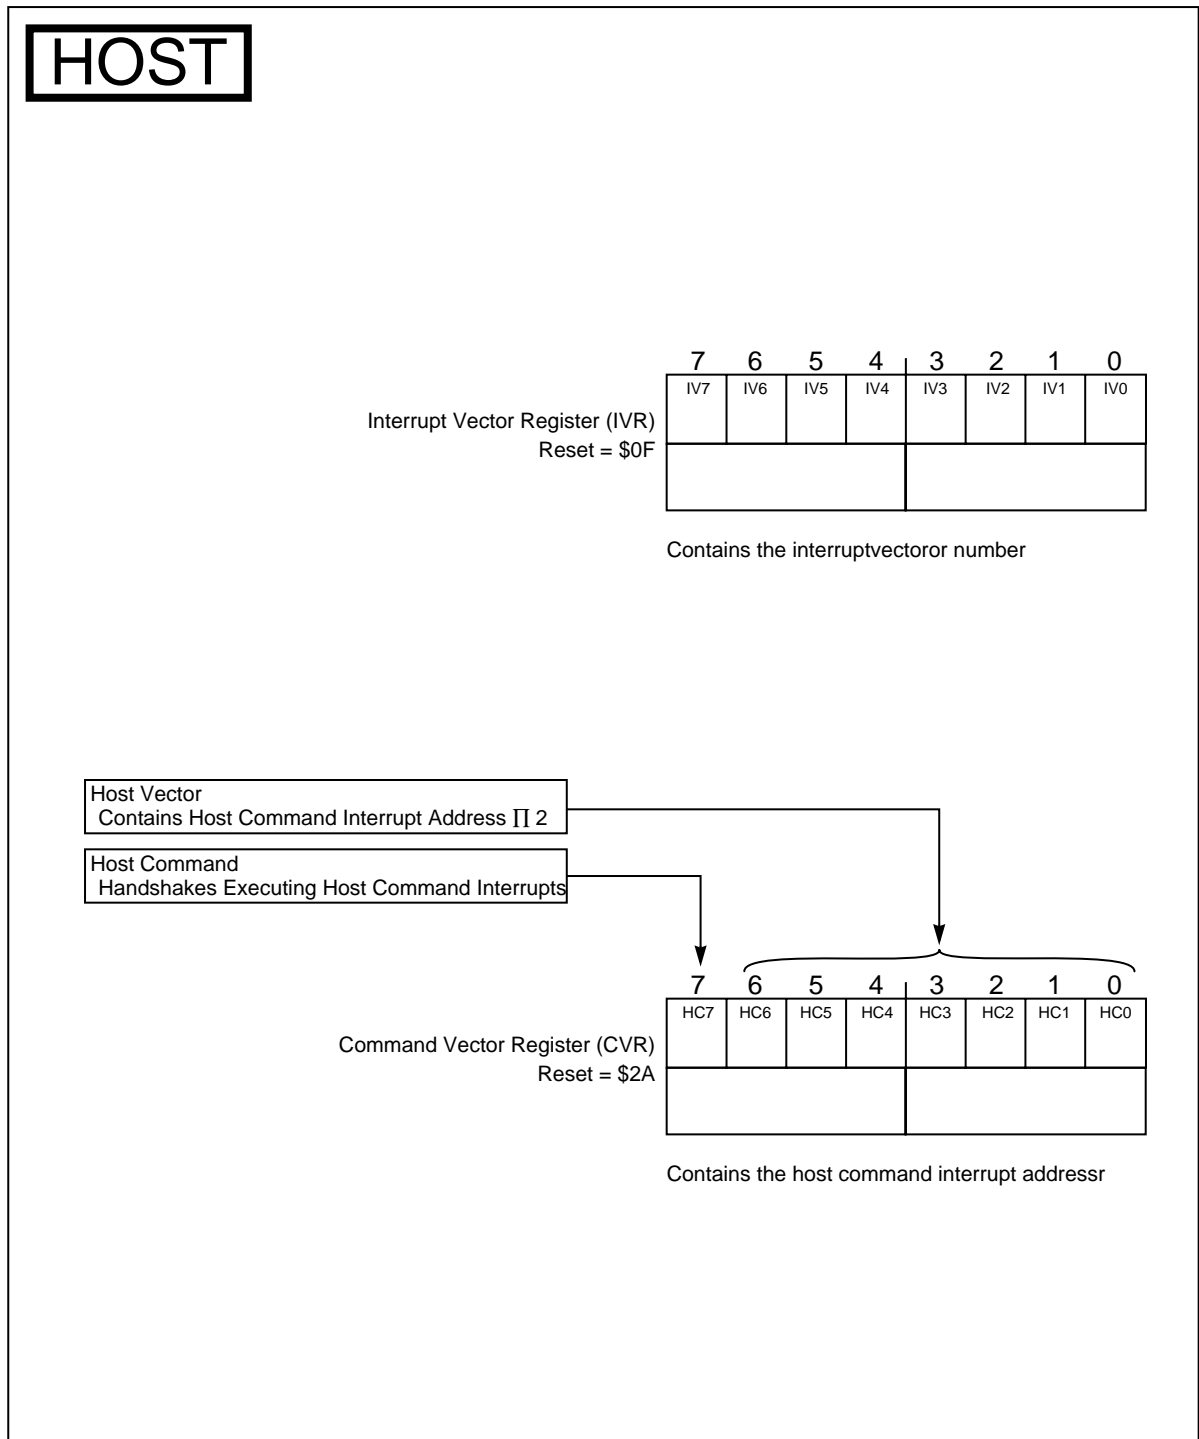 HOST
7 6 5 4 3 2 1 0
IV7 IV6 IV5 IV4 IV3 IV2 IV1 IV0
Interrupt Vector Register (IVR)
Reset = $0F
Contains the interruptvectoror number
Host Vector
Contains Host Command Interrupt Address ∏ 2
Host Command
Handshakes Executing Host Command Interrupts
7 6 5 4 3 2 1 0
HC7 HC6 HC5 HC4 HC3 HC2 HC1 HC0
Command Vector Register (CVR)
Reset = $2A
Contains the host command interrupt addressr